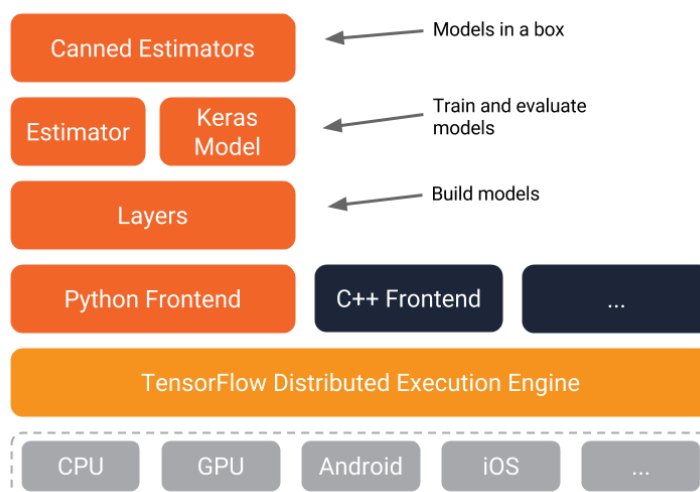 Canned Estimators
Models in a box
Estimator
Keras
Model
Train and evaluate
models
Layers
Build models
Python Frontend
C++ Frontend
...
TensorFlow Distributed Execution Engine
CPU
GPU
Android
iOS
...